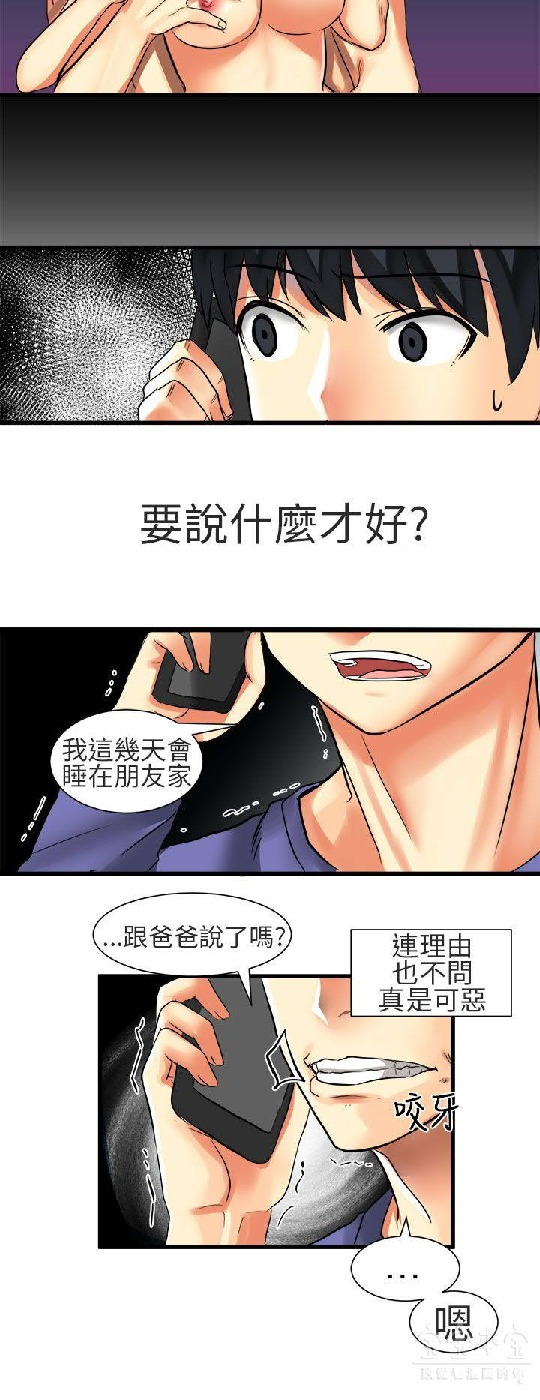 要說什麼才好?
我這幾天會
睡在朋友家
...跟爸爸說了嗎?
連理由
也不問
真是可惡
咬牙
...
嗯